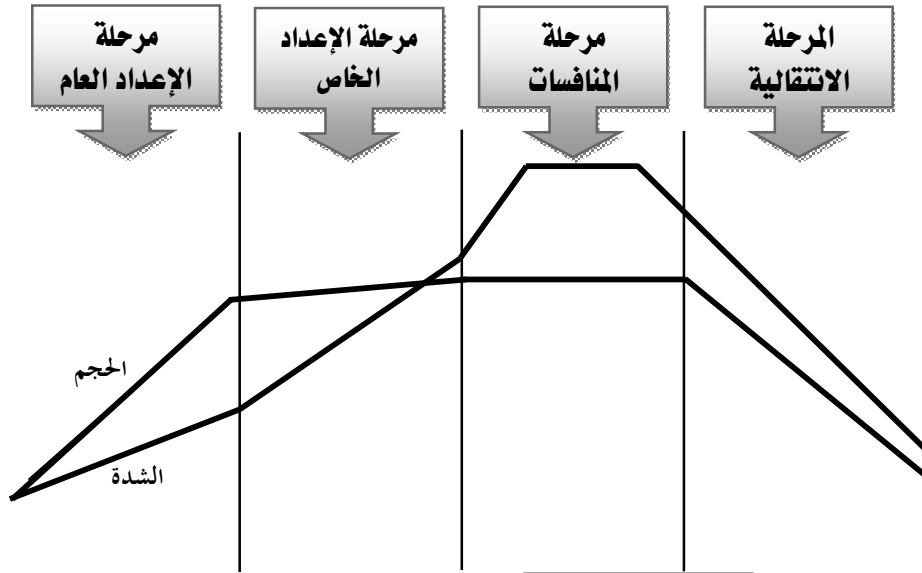 مرحلة
الإعداد العام
مرحلة الإعداد
الخاص
مرحلة
المنافسات
المرحلة
الانتقالية
الحجم
الشدة